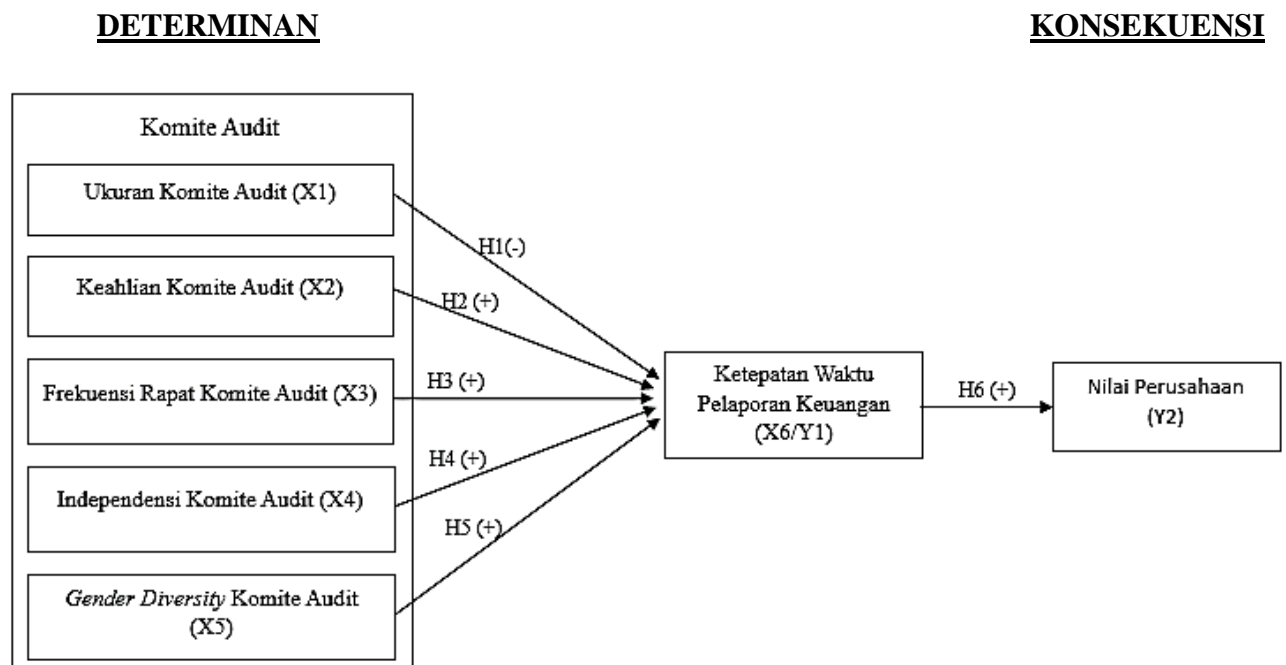 DETERMINAN
KONSEKUENSI
Komite Audit
Ukuran Komite Audit (X1)
Keahlian Komite Audit (X2)
Frekuensi Rapat Komite Audit (X3)
Independensi Komite Audit (X4)
Gender Diversity Komite Audit
(X5)
H1(-)
H2 (+)
H3 (+)
H4 (+)
H5 (+)
Ketepatan Waktu
Pelaporan Keuangan
(X6/Y1)
H6 (+)
Nilai Perusahaan
(Y2)